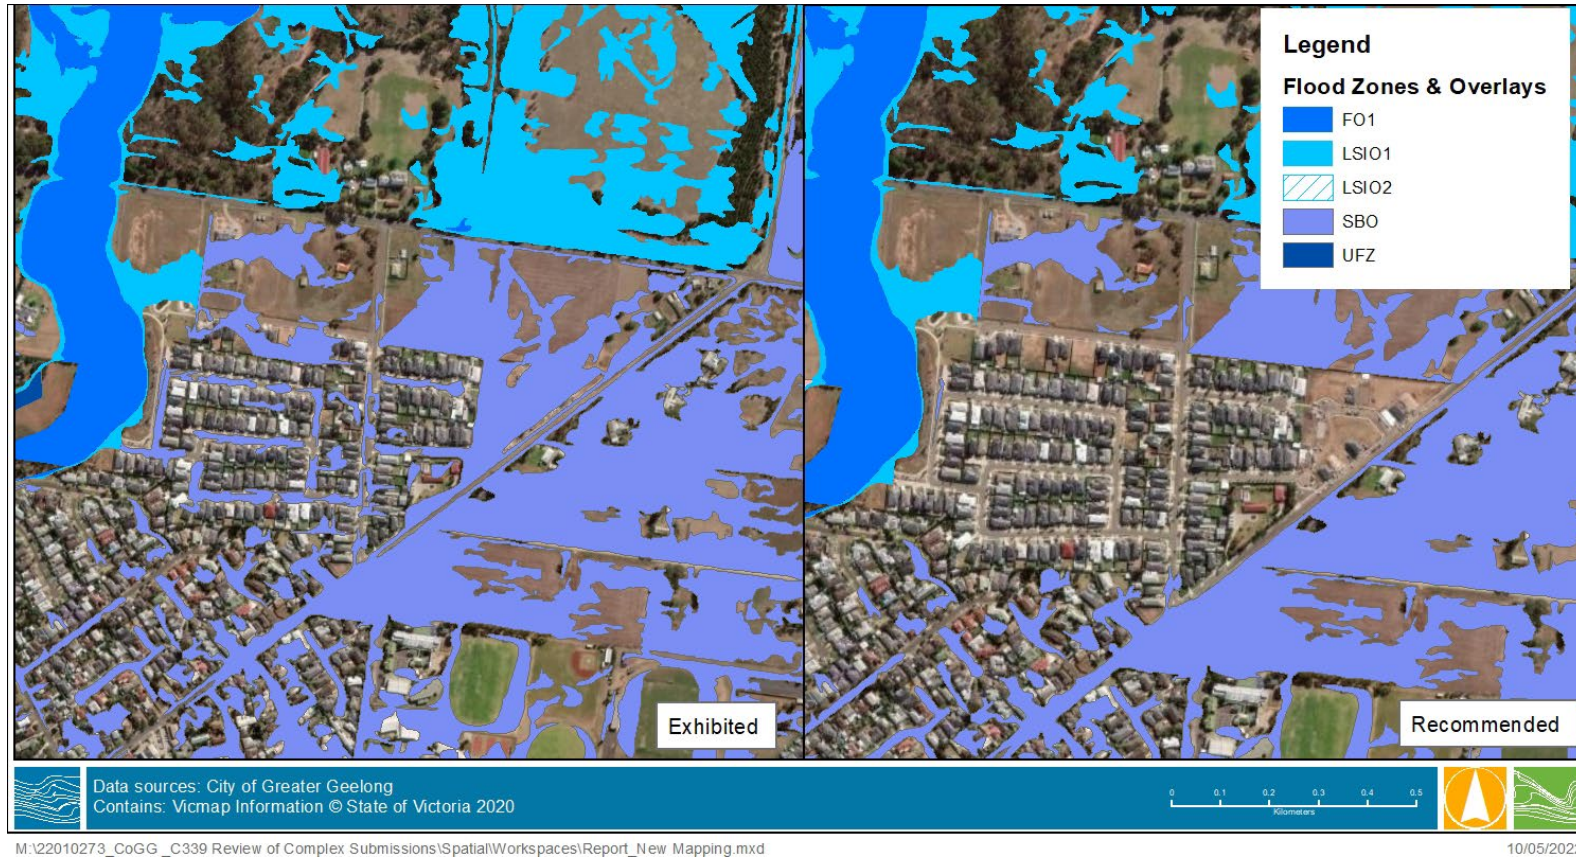 Legend
Flood Zones & Overlays
FO1
LSIO1
LSIO2
SBO
UFZ
Exhibited
Recommended
Data sources: City of Greater Geelong
Contains: Vicmap Information © State of Victoria 2020
0 0.1 0.2 0.3 0.4 0.5
Kilometers
M:\22010273_CoGG _C339 Review of Complex Submissions\Spatial\Workspaces\Report_New Mapping.mxd
10/05/2022